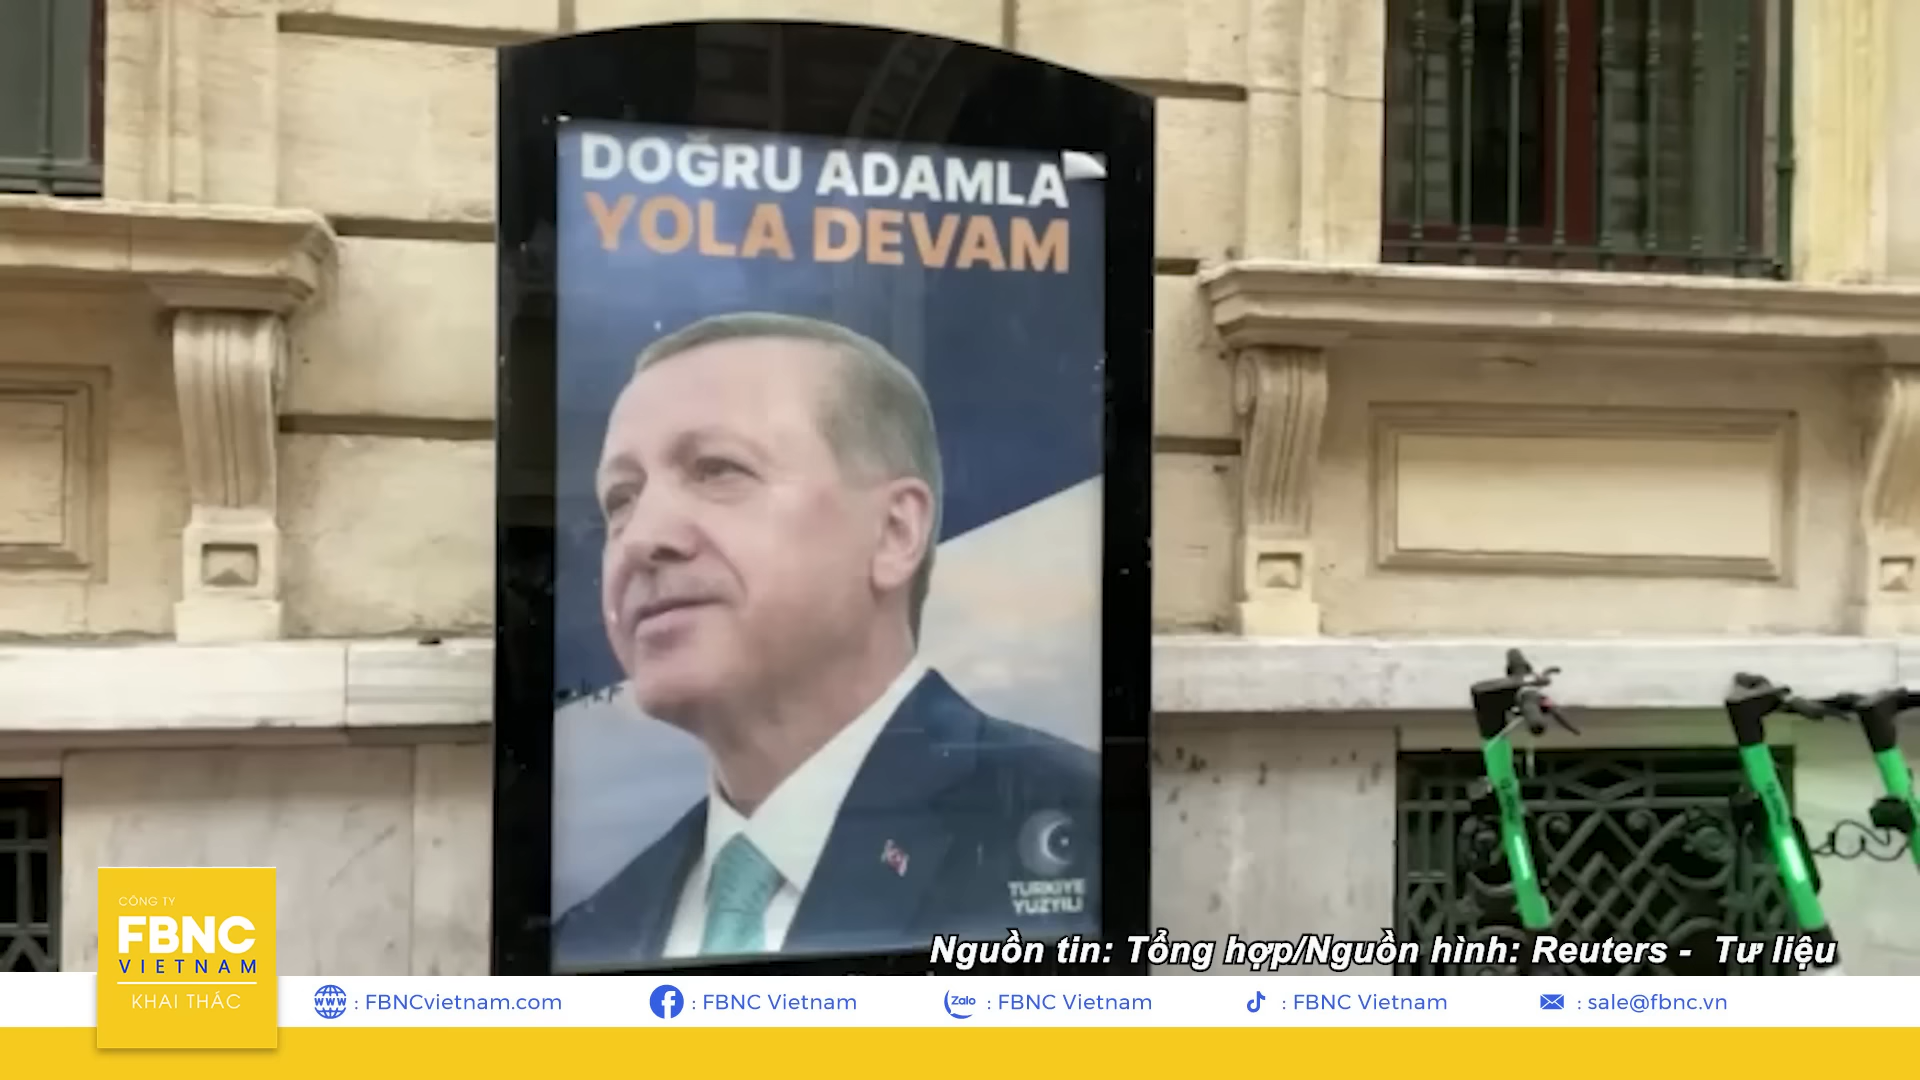 DOĞRU ADAMLA
YOLA DEVAM
TÜRKİYE
YÜZYILI
Nguồn tin: Tổng hợp/Nguồn hình: Reuters - Tư liệu
CÔNG TY
FBNC
VIETNAM
KHAI THÁC
www : FBNCvietnam.com
: FBNC Vietnam
Zalo : FBNC Vietnam
: FBNC Vietnam
: sale@fbnc.vn